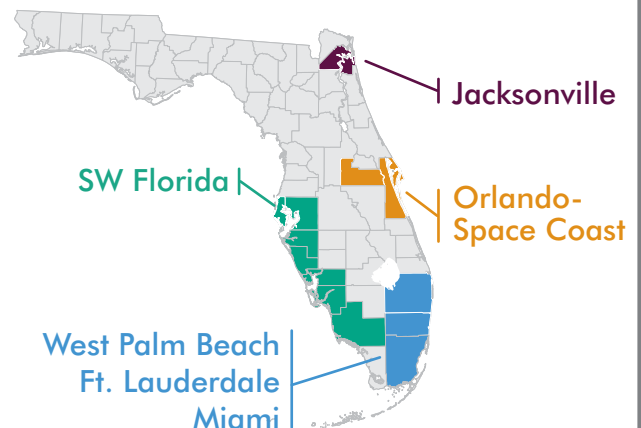 Jacksonville
SW Florida
Orlando-
Space Coast
West Palm Beach
Ft. Lauderdale
Miami